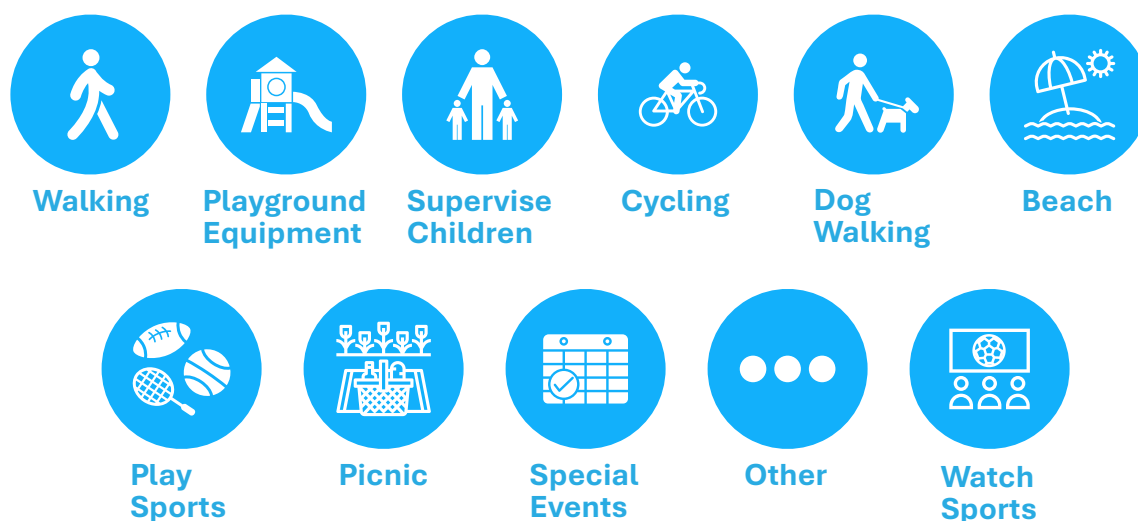 Walking
Playground
Equipment
Supervise
Children
Cycling
Dog
Walking
Beach
Play
Sports
Picnic
Special
Events
Other
Watch
Sports